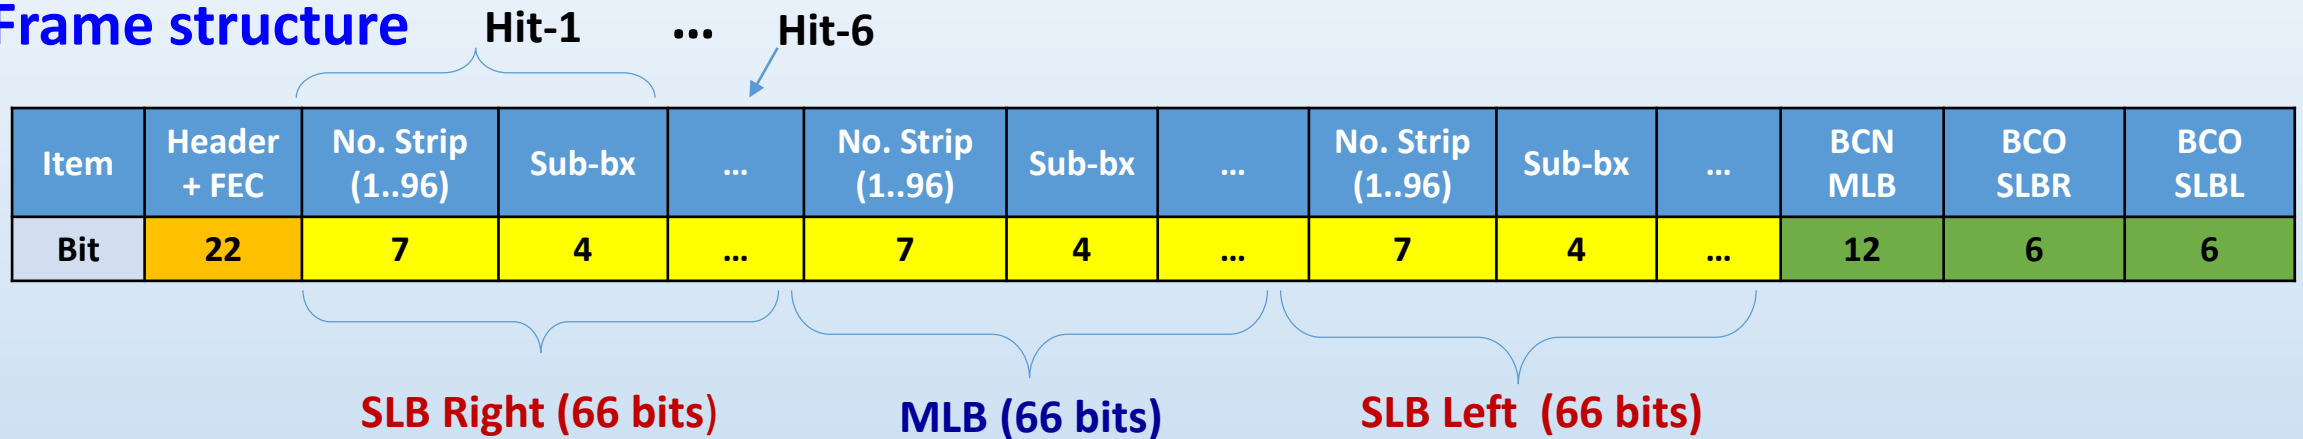 Frame structure
Hit-1 ... Hit-6
Item Header + FEC No. Strip (1..96) Sub-bx ... No. Strip (1..96) Sub-bx ... No. Strip (1..96) Sub-bx ... BCN MLB BCO SLBR BCO SLBL
Bit 22 7 4 ... 7 4 ... 7 4 ... 12 6 6
SLB Right (66 bits) MLB (66 bits) SLB Left (66 bits)